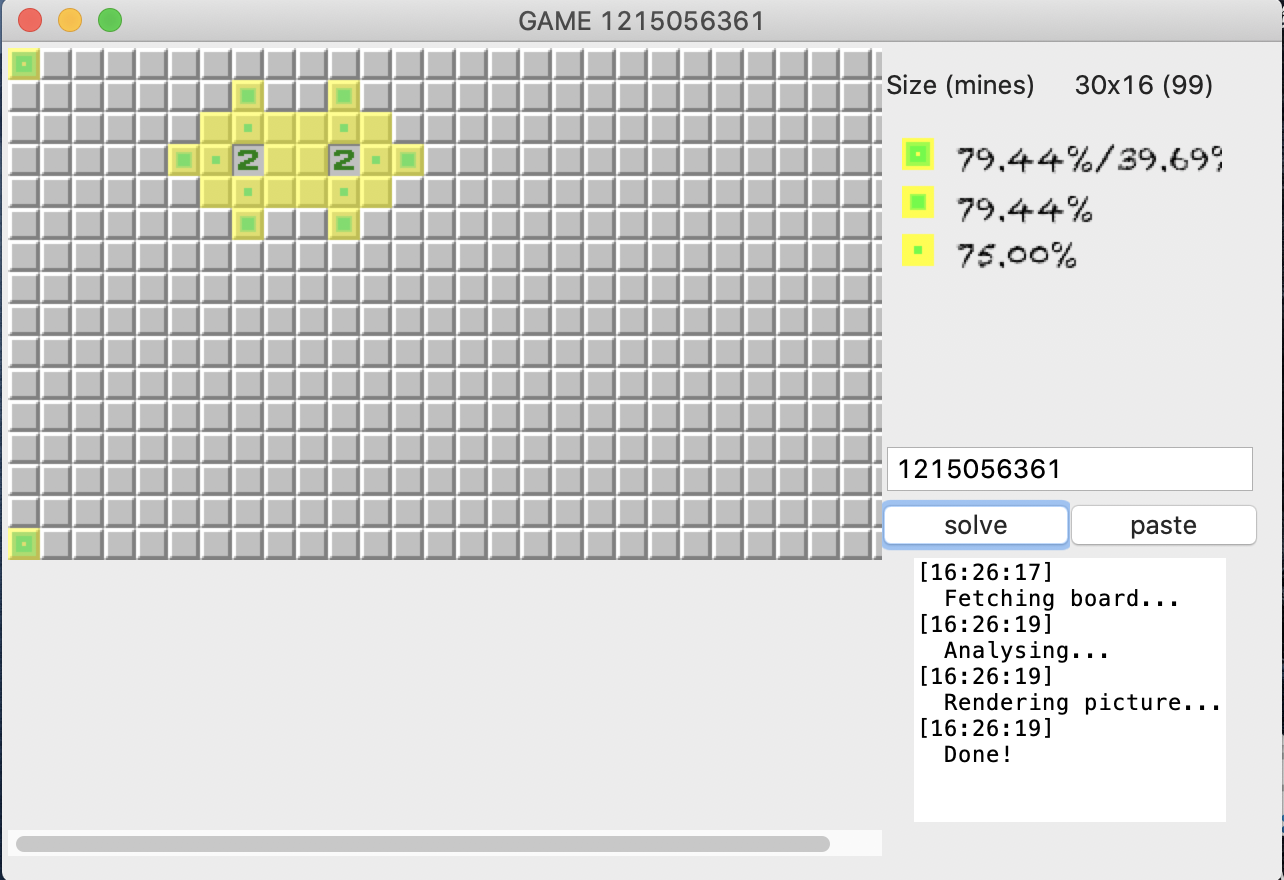 GAME 1215056361
Size (mines) 30x16 (99)
79.44%/39.69%
79.44%
75.00%
2 2
1215056361
solve paste
[16:26:17]
Fetching board...
[16:26:19]
Analysing...
[16:26:19]
Rendering picture...
[16:26:19]
Done!